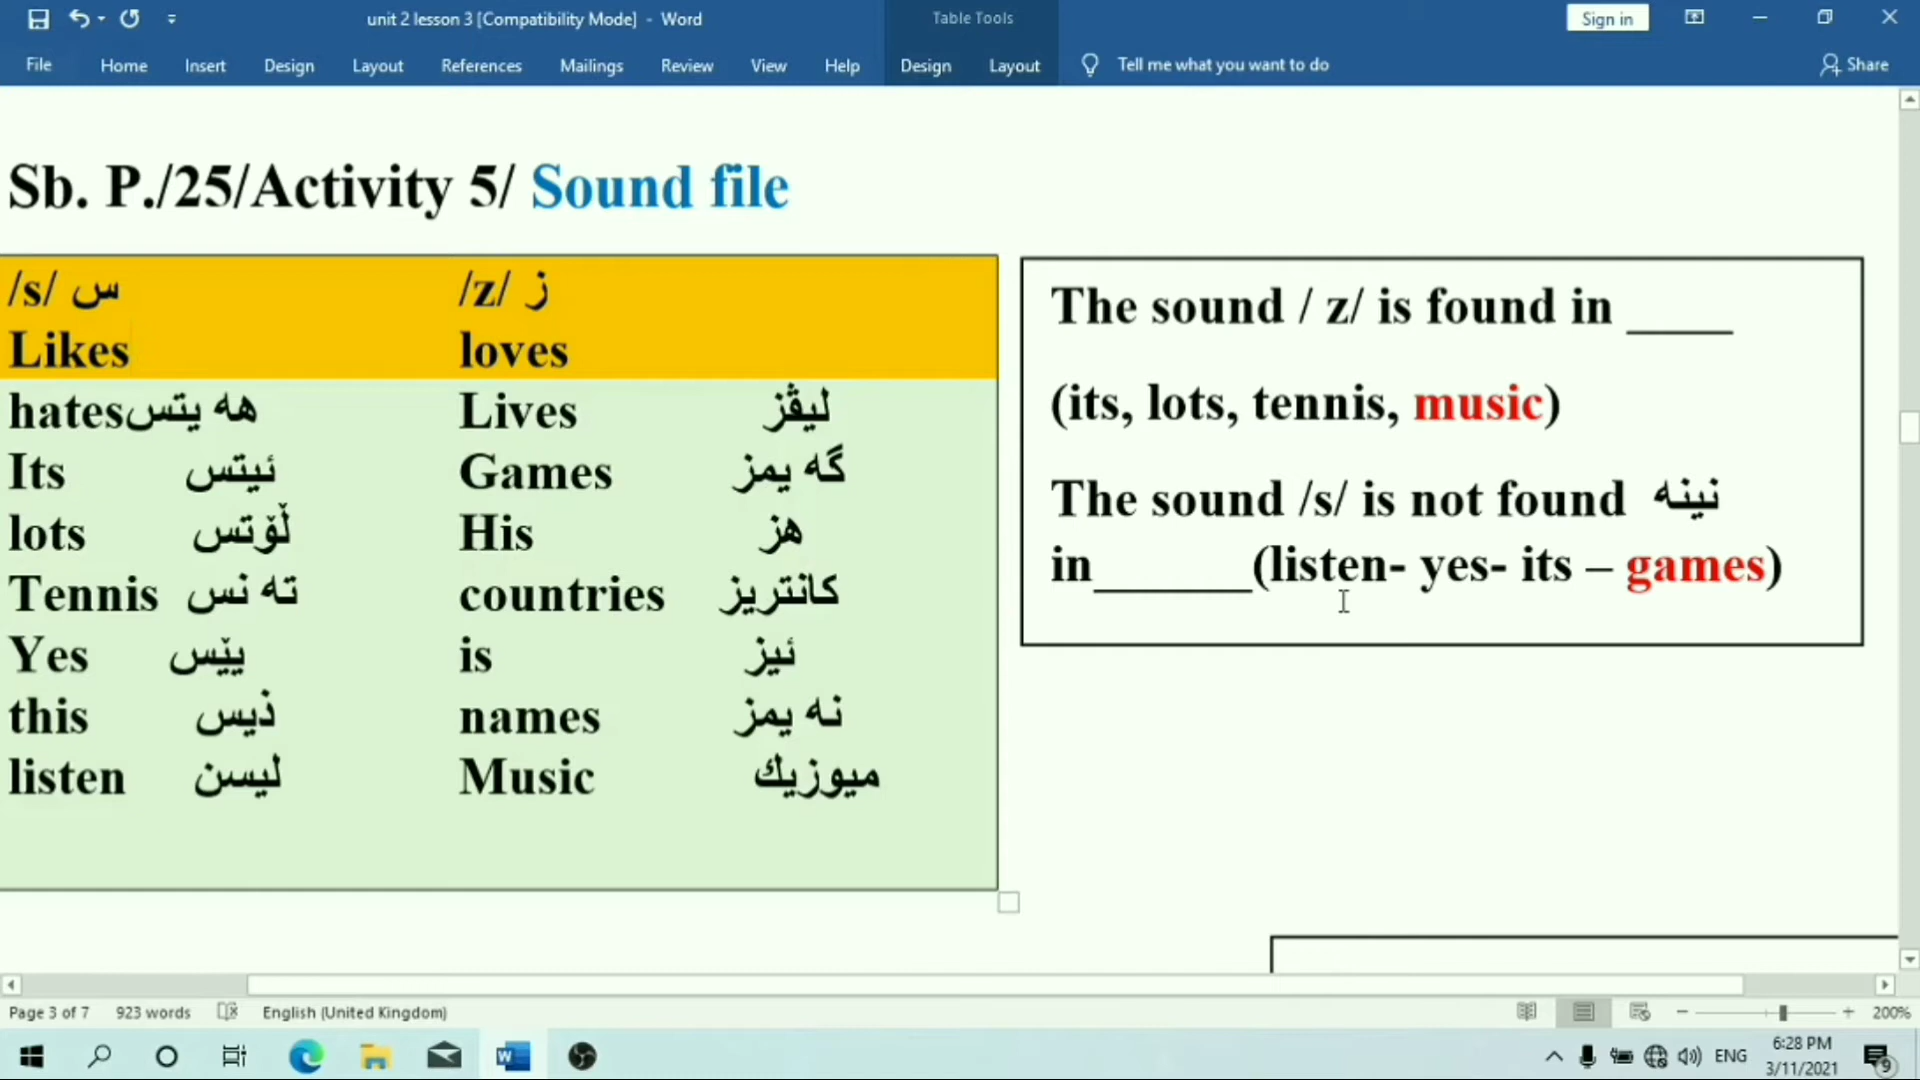 unit 2 lesson 3 [Compatibility Mode] - Word
Table Tools
Sign in
File Home Insert Design Layout References Mailings Review View Help Design Layout Tell me what you want to do Share
Sb. P./25/Activity 5/ Sound file
/s/ س /z/ ز
Likes loves
hates هه يتس Lives ليڤز
Its ئيتس Games گه يمز
lots ڵۆتس His هز
Tennis ته نس countries كانتريز
Yes يێس is ئيز
this ذيس names نه يمز
listen ليسن Music ميوزيك
The sound / z/ is found in ____
(its, lots, tennis, music)
The sound /s/ is not found نينه
in______(listen- yes- its – games)
Page 3 of 7 923 words English (United Kingdom) 200%
ENG
6:28 PM
3/11/2021
9